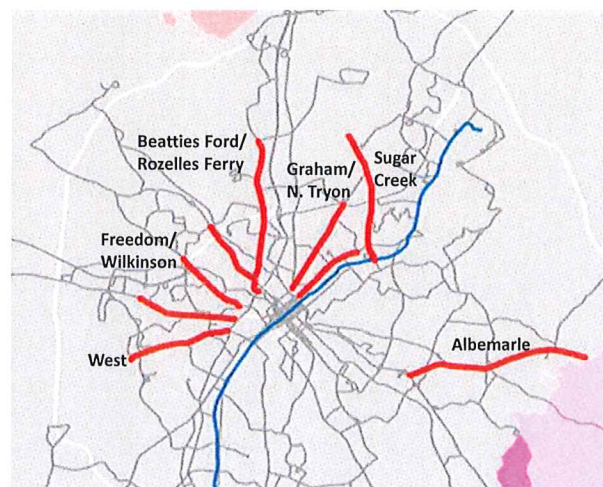 Beatties Ford/
Rozelles Ferry
Graham/
N. Tryon
Sugar
Creek
Freedom/
Wilkinson
West
Albemarle